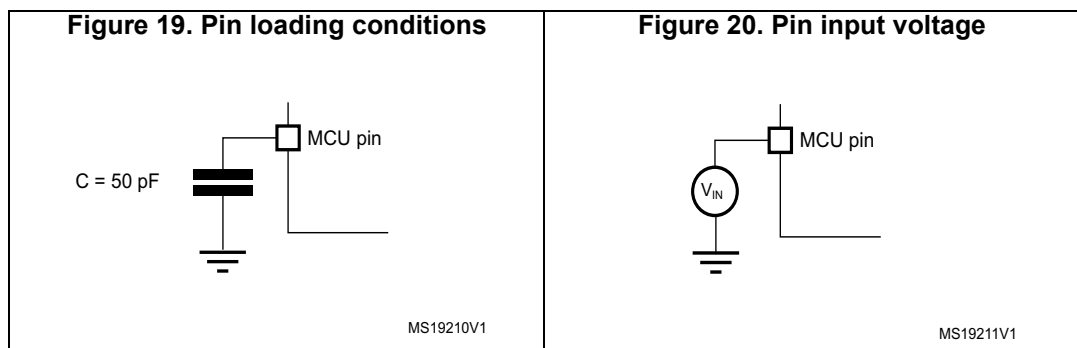 Figure 19. Pin loading conditions
MCU pin
C = 50 pF
MS19210V1
Figure 20. Pin input voltage
MCU pin
VIN
MS19211V1